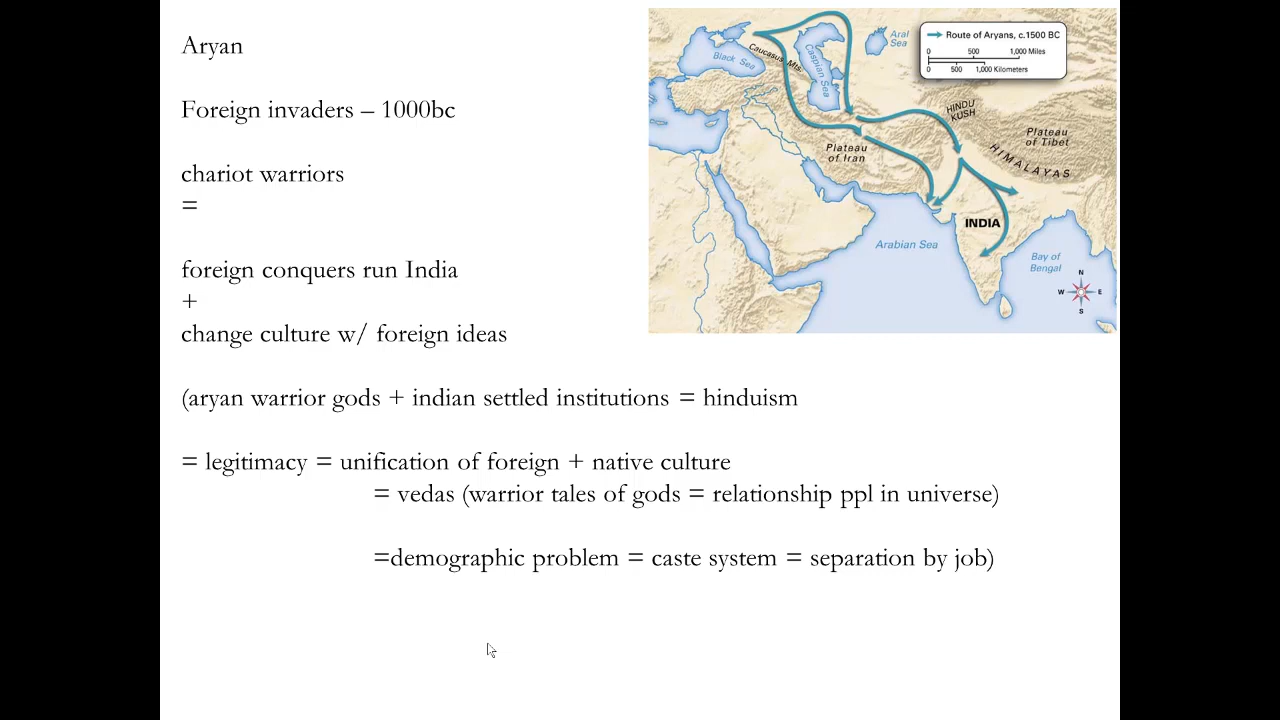 Aryan
Foreign invaders – 1000bc
chariot warriors
=
foreign conquers run India
+
change culture w/ foreign ideas
(aryan warrior gods + indian settled institutions = hinduism
= legitimacy = unification of foreign + native culture
= vedas (warrior tales of gods = relationship ppl in universe)
=demographic problem = caste system = separation by job)
Route of Aryans, c.1500 BC
0 500 1,000 Miles
0 500 1,000 Kilometers
Aral
Sea
Black Sea
Caucasus Mts.
Caspian Sea
HINDU
KUSH
Plateau
of Tibet
Plateau
of Iran
HIMALAYAS
INDIA
Arabian Sea
Bay of
Bengal
N
W E
S